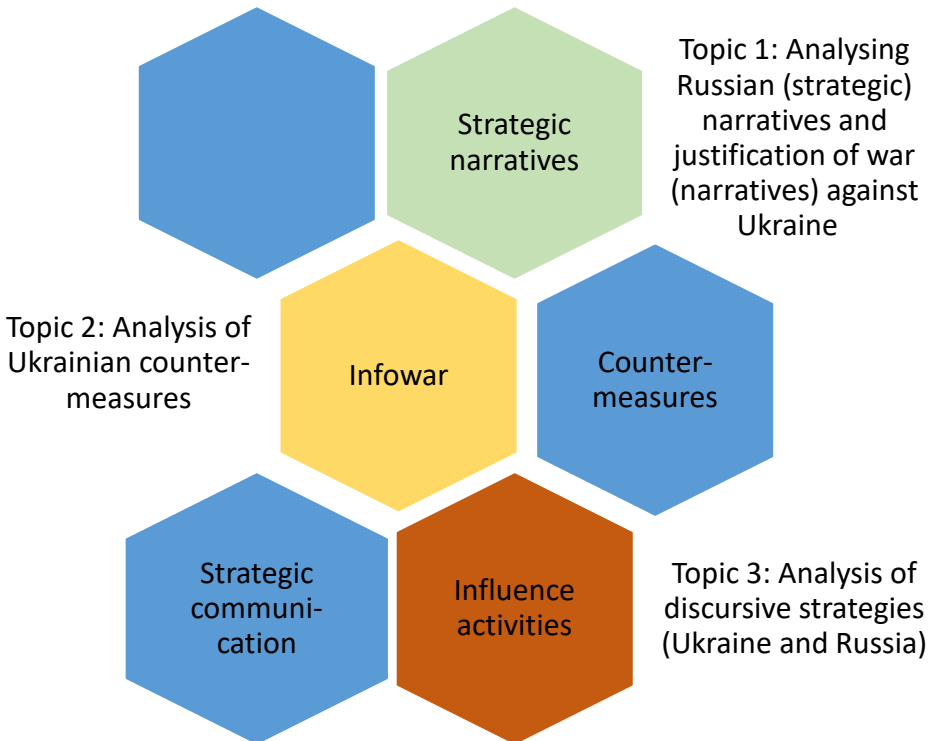 Strategic
narratives
Topic 1: Analysing
Russian (strategic)
narratives and
justification of war
(narratives) against
Ukraine
Topic 2: Analysis of
Ukrainian counter-
measures
Infowar
Counter-
measures
Strategic
communi-
cation
Influence
activities
Topic 3: Analysis of
discursive strategies
(Ukraine and Russia)